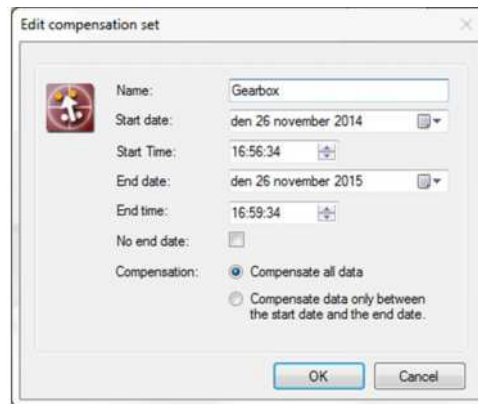 Edit compensation set
Name: Gearbox
Start date: den 26 november 2014
Start Time: 16:56:34
End date: den 26 november 2015
End time: 16:59:34
No end date:
Compensation: Compensate all data
Compensate data only between
the start date and the end date.
OK Cancel